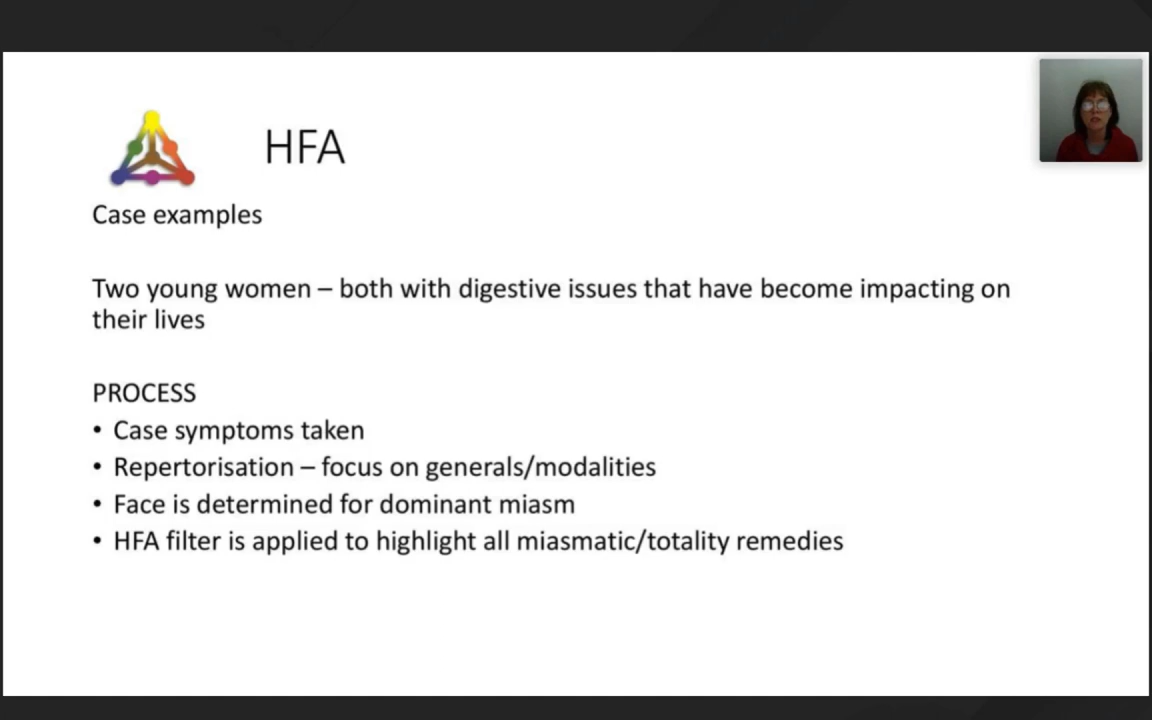 HFA
Case examples
Two young women – both with digestive issues that have become impacting on
their lives
PROCESS
• Case symptoms taken
• Repertorisation – focus on generals/modalities
• Face is determined for dominant miasm
• HFA filter is applied to highlight all miasmatic/totality remedies